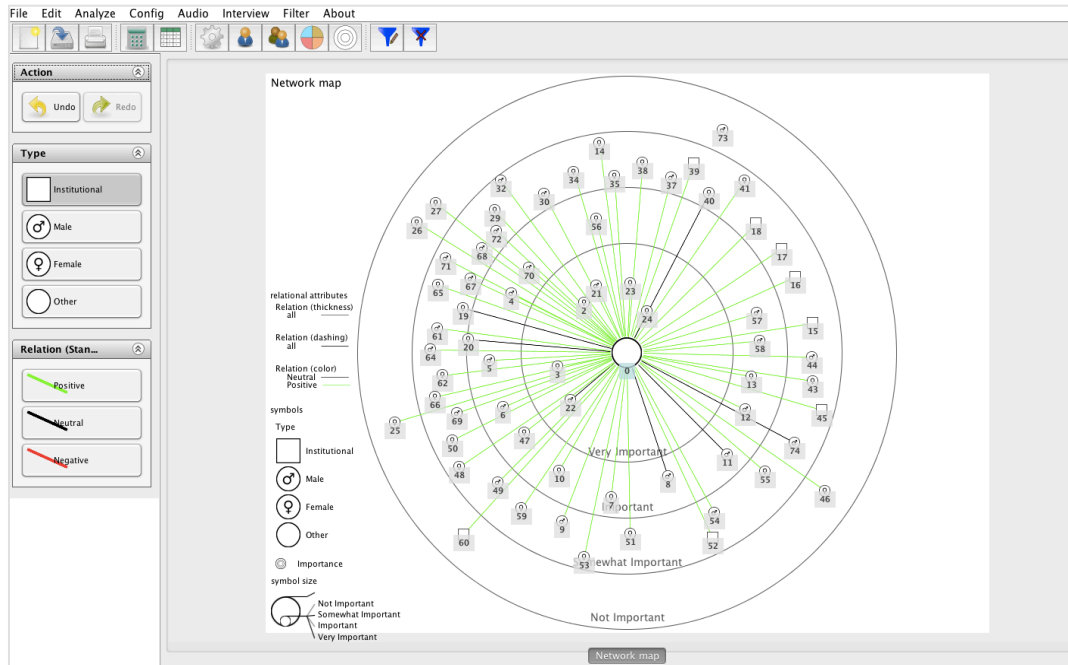 File Edit Analyze Config Audio Interview Filter About
Action
Undo Redo
Type
Institutional
Male
Female
Other
Relation (Stan...
Positive
Neutral
Negative
Network map
73
14
38
39
34
35
37
41
32
40
30
27
29
56
18
26
72
68
17
71
70
67
16
65
4
21
23
2
19
24
57
15
61
20
58
64
5
44
3
0
62
13
43
66
22
12
45
69
6
25
47
50
74
11
48
10
55
8
49
46
7
59
54
9
51
60
52
53
Very Important
Important
Somewhat Important
Not Important
relational attributes
Relation (thickness)
all
Relation (dashing)
all
Relation (color)
Neutral
Positive
symbols
Type
Institutional
Male
Female
Other
Importance
symbol size
Not Important
Somewhat Important
Important
Very Important
Network map